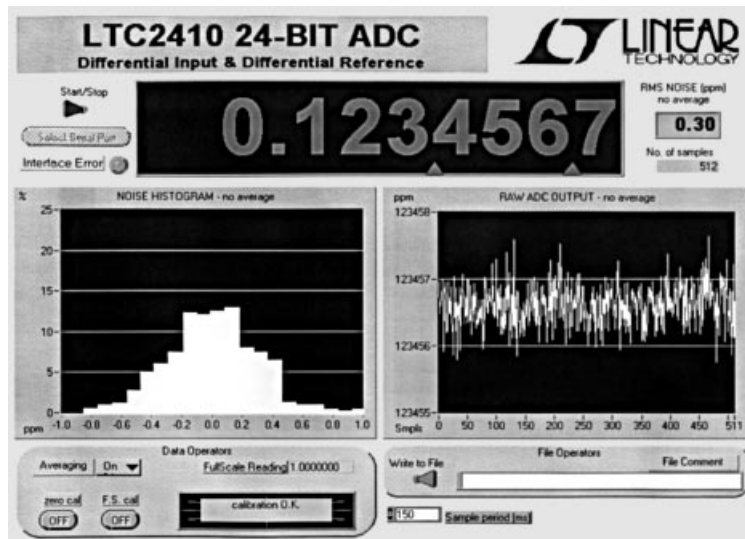 LTC2410 24-BIT ADC
Differential Input & Differential Reference
LINEAR
TECHNOLOGY
Start/Stop
Select Serial Port
Interface Error
0.1234567
RMS NOISE (ppm)
no average
0.30
No. of samples
512
%
NOISE HISTOGRAM - no average
25
20
15
10
5
0
ppm
-1.0 -0.8 -0.6 -0.4 -0.2 0.0 0.2 0.4 0.6 0.8 1.0
ppm
RAW ADC OUTPUT - no average
123458
123457
123456
123455
Smpls
0 50 100 150 200 250 300 350 400 450 511
Data Operators
Averaging On
FullScale Reading 1.0000000
zero cal F.S. cal
OFF OFF
calibration O.K.
File Operators
Write to File
File Comment
150 Sample period [ms]